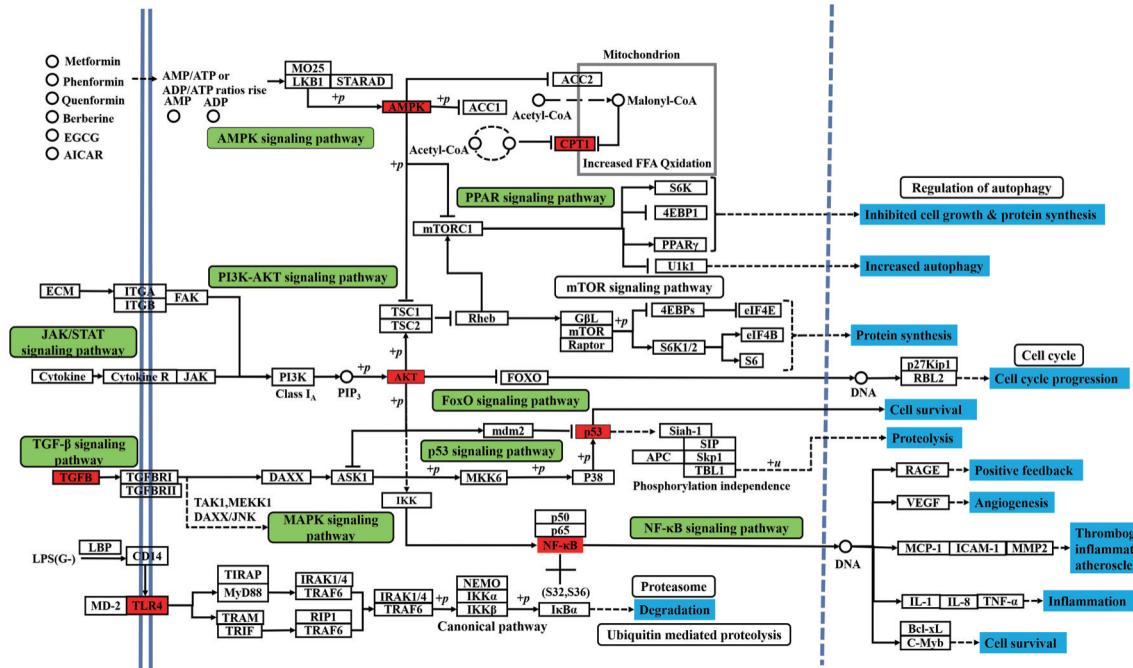 Metformin
Phenformin
Quenformin
Berberine
EGCG
AICAR
AMP/ATP or
ADP/ATP ratios rise
AMP
ADP
MO25
LKB1
STARAD
+p
AMPK
+p
ACC1
ACC2
Mitochondrion
Acetyl-CoA
Malonyl-CoA
Acetyl-CoA
CPT1
Increased FFA Qxidation
AMPK signaling pathway
+p
PPAR signaling pathway
mTORC1
S6K
4EBP1
PPARγ
U1k1
Regulation of autophagy
Inhibited cell growth & protein synthesis
Increased autophagy
mTOR signaling pathway
PI3K-AKT signaling pathway
ECM
ITGA
ITGB
FAK
TSC1
TSC2
Rheb
GβL
mTOR
Raptor
+p
4EBPs
eIF4E
S6K1/2
eIF4B
S6
Protein synthesis
JAK/STAT
signaling pathway
Cytokine
Cytokine R
JAK
PI3K
Class IA
PIP3
+p
AKT
+p
+p
FOXO
FoxO signaling pathway
DNA
p27Kip1
RBL2
Cell cycle
Cell cycle progression
Cell survival
mdm2
p53
Siah-1
SIP
APC
Skp1
TBL1
+u
Proteolysis
Phosphorylation independence
p53 signaling pathway
TGF-β signaling
pathway
TGFB
TGFBRI
TGFBRII
DAXX
ASK1
+p
MKK6
+p
P38
+p
TAK1,MEKK1
DAXX/JNK
MAPK signaling
pathway
IKK
p50
p65
NF-κB
NF-κB signaling pathway
DNA
RAGE
Positive feedback
VEGF
Angiogenesis
MCP-1
ICAM-1
MMP2
inflammat
IL-1
IL-8
TNF-α
Inflammation
Bcl-xL
C-Myb
Cell survival
LPS(G-)
LBP
CD14
MD-2
TLR4
TIRAP
MyD88
TRAM
TRIF
IRAK1/4
TRAF6
RIP1
TRAF6
IRAK1/4
TRAF6
+p
NEMO
IKKα
IKKβ
+p
Canonical pathway
(S32,S36)
IκBα
Proteasome
Degradation
Ubiquitin mediated proteolysis